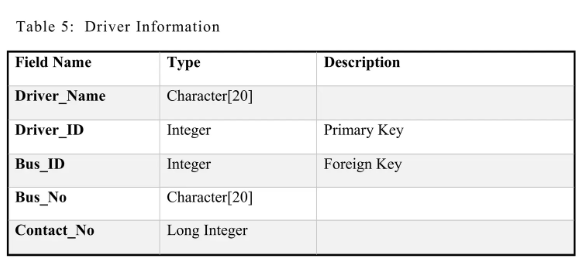 Table 5: Driver Information
Field Name Type Description
Driver_Name Character[20]
Driver_ID Integer Primary Key
Bus_ID Integer Foreign Key
Bus_No Character[20]
Contact_No Long Integer